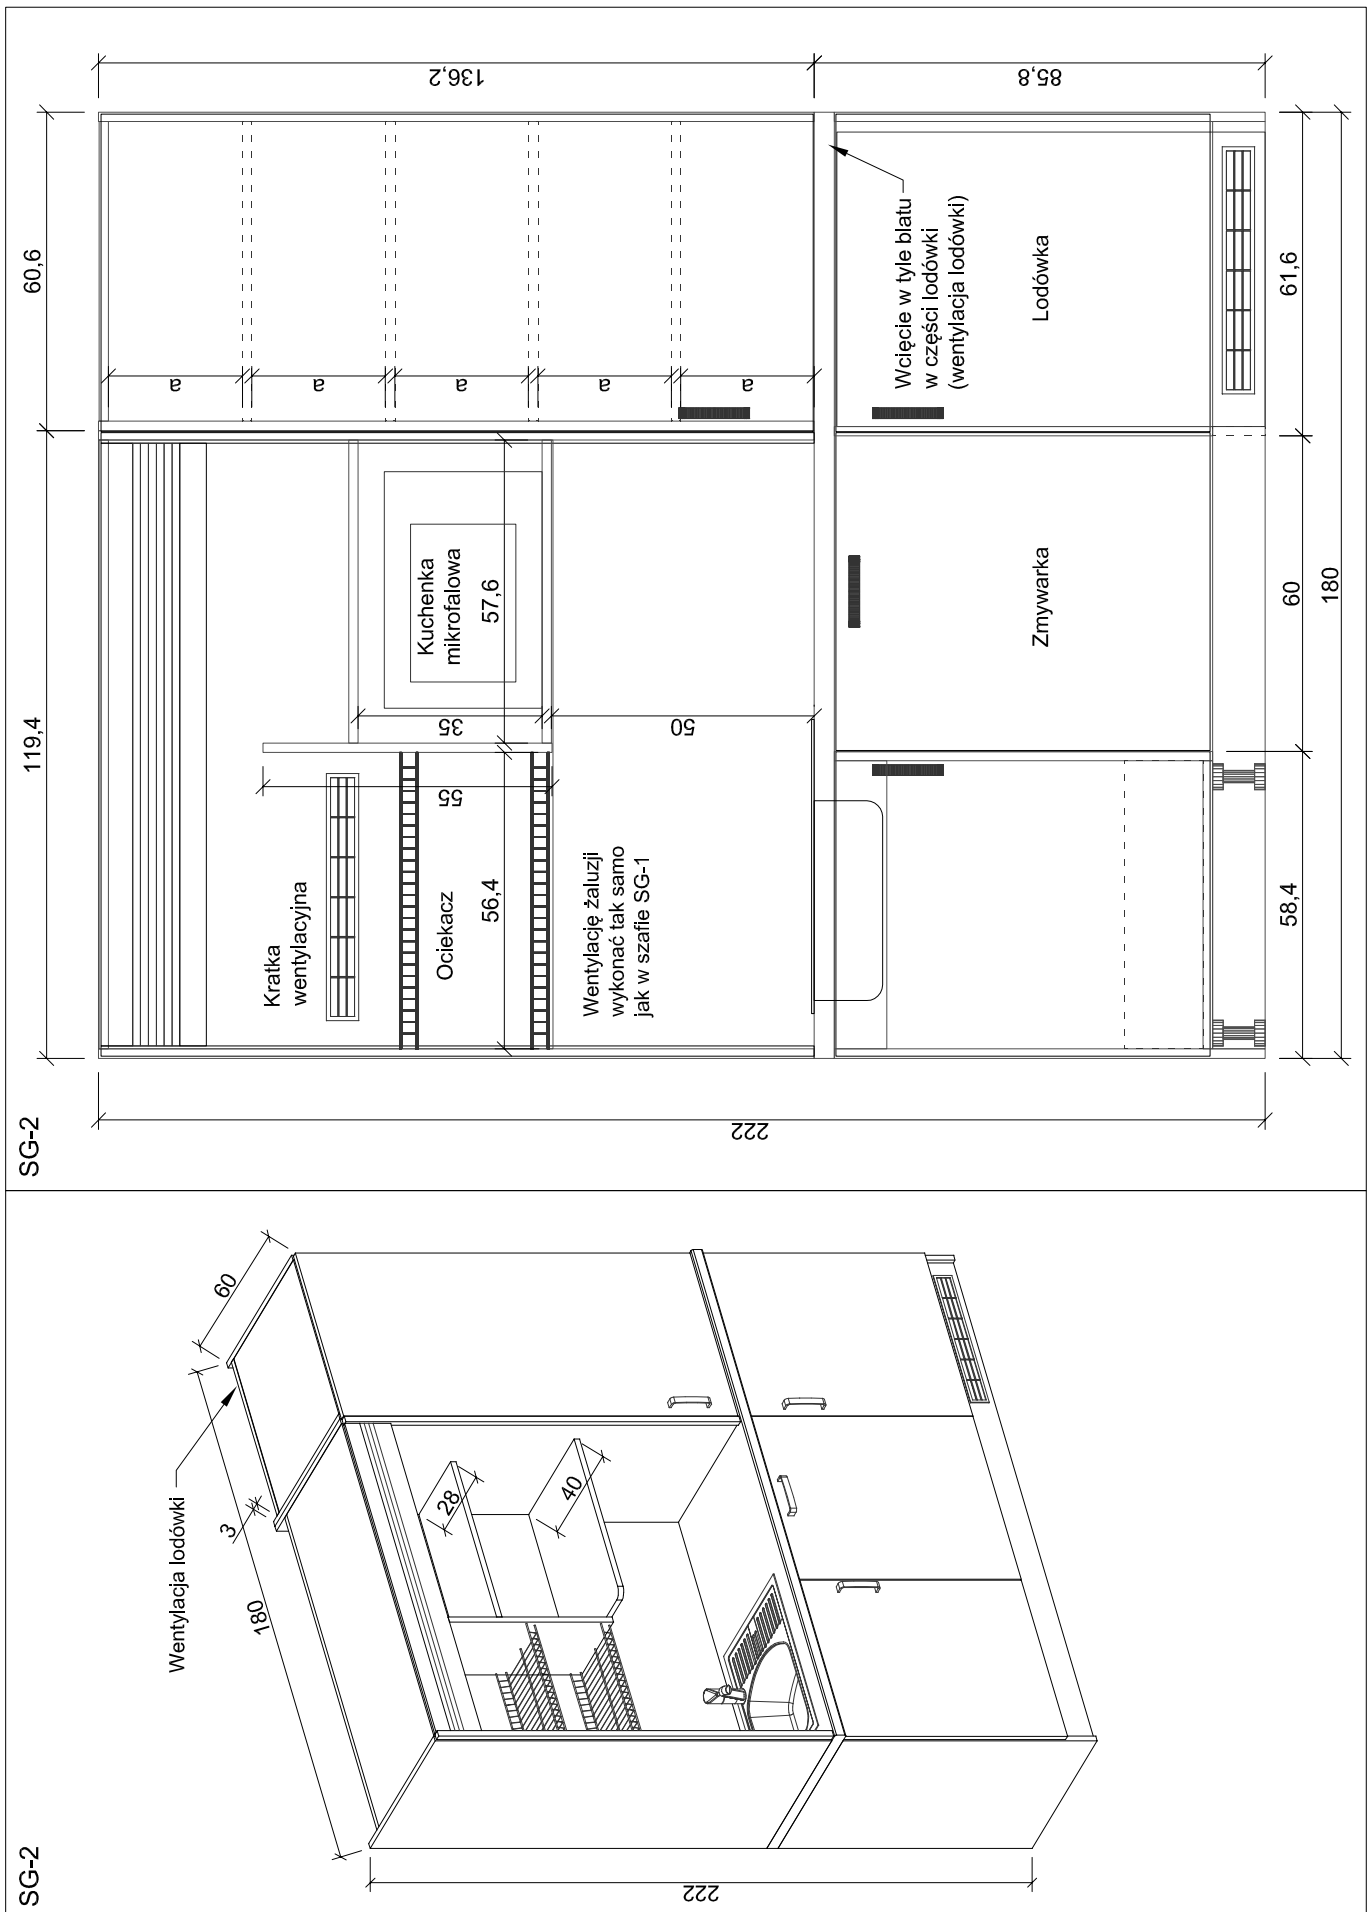 SG-2
Wentylacja lodówki
180
3
60
28
40
222
SG-2
119,4
60,6
Kratka
wentylacyjna
Ociekacz
56,4
55
35
50
Kuchenka
mikrofalowa
57,6
Wentylację żaluzji
wykonać tak samo
jak w szafie SG-1
a
a
a
a
a
136,2
85,8
222
Wcięcie w tyle blatu
w części lodówki
(wentylacja lodówki)
Zmywarka
Lodówka
58,4
60
61,6
180